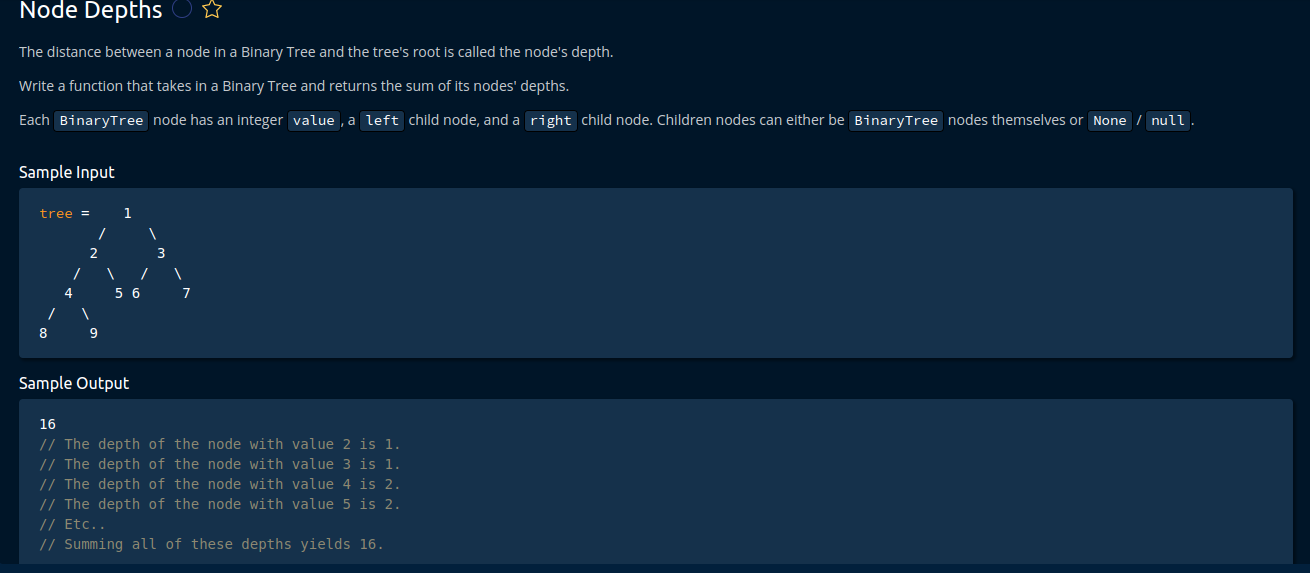 Node Depths
The distance between a node in a Binary Tree and the tree's root is called the node's depth.
Write a function that takes in a Binary Tree and returns the sum of its nodes' depths.
Each BinaryTree node has an integer value, a left child node, and a right child node. Children nodes can either be BinaryTree nodes themselves or None / null.
Sample Input
tree =    1
       /     \
      2       3
    /   \   /   \
   4     5 6     7
 /   \
8     9
Sample Output
16
// The depth of the node with value 2 is 1.
// The depth of the node with value 3 is 1.
// The depth of the node with value 4 is 2.
// The depth of the node with value 5 is 2.
// Etc..
// Summing all of these depths yields 16.